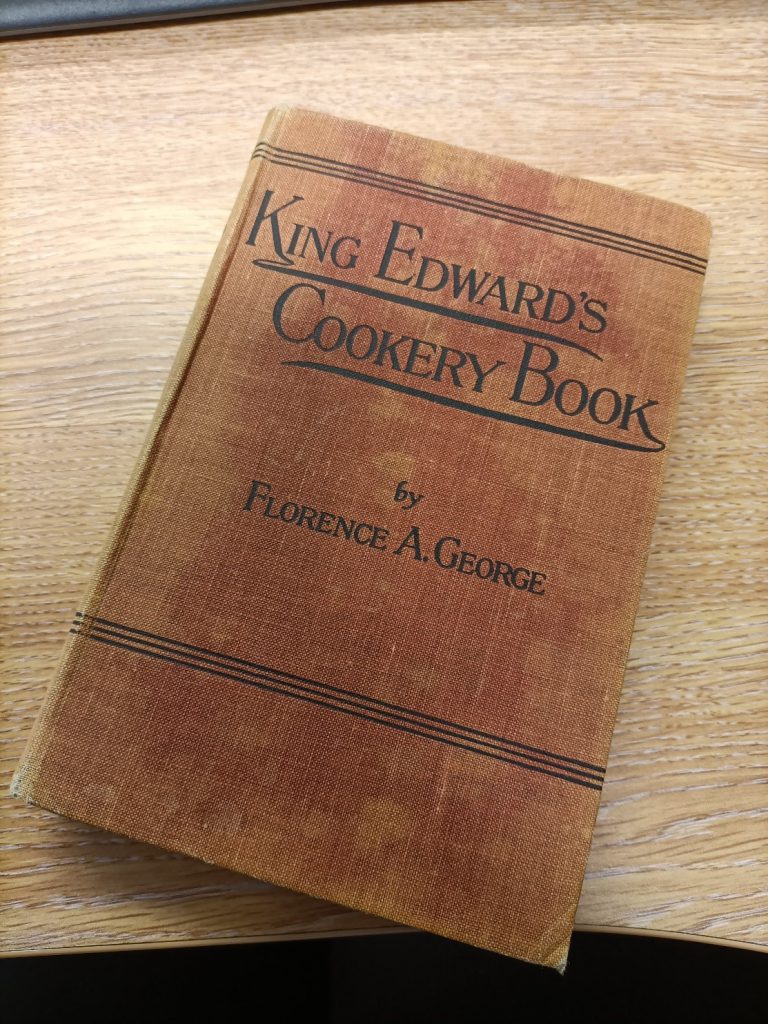 KING EDWARD'S
COOKERY BOOK
by
FLORENCE A. GEORGE